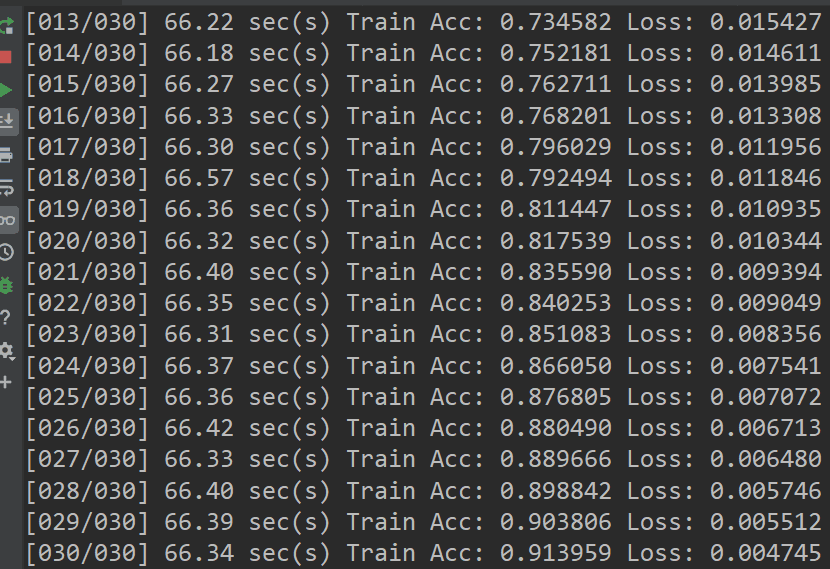 [013/030] 66.22 sec(s) Train Acc: 0.734582 Loss: 0.015427
[014/030] 66.18 sec(s) Train Acc: 0.752181 Loss: 0.014611
[015/030] 66.27 sec(s) Train Acc: 0.762711 Loss: 0.013985
[016/030] 66.33 sec(s) Train Acc: 0.768201 Loss: 0.013308
[017/030] 66.30 sec(s) Train Acc: 0.796029 Loss: 0.011956
[018/030] 66.57 sec(s) Train Acc: 0.792494 Loss: 0.011846
[019/030] 66.36 sec(s) Train Acc: 0.811447 Loss: 0.010935
[020/030] 66.32 sec(s) Train Acc: 0.817539 Loss: 0.010344
[021/030] 66.40 sec(s) Train Acc: 0.835590 Loss: 0.009394
[022/030] 66.35 sec(s) Train Acc: 0.840253 Loss: 0.009049
[023/030] 66.31 sec(s) Train Acc: 0.851083 Loss: 0.008356
[024/030] 66.37 sec(s) Train Acc: 0.866050 Loss: 0.007541
[025/030] 66.36 sec(s) Train Acc: 0.876805 Loss: 0.007072
[026/030] 66.42 sec(s) Train Acc: 0.880490 Loss: 0.006713
[027/030] 66.33 sec(s) Train Acc: 0.889666 Loss: 0.006480
[028/030] 66.40 sec(s) Train Acc: 0.898842 Loss: 0.005746
[029/030] 66.39 sec(s) Train Acc: 0.903806 Loss: 0.005512
[030/030] 66.34 sec(s) Train Acc: 0.913959 Loss: 0.004745